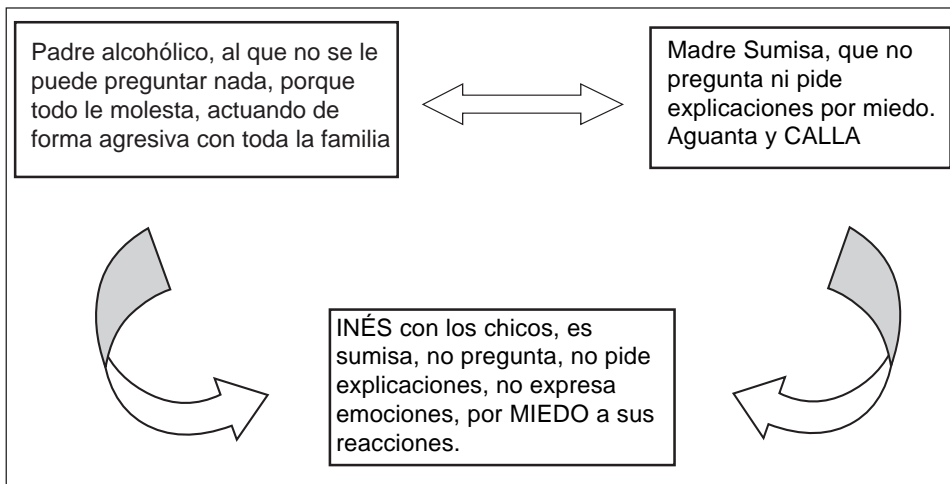 Padre alcohólico, al que no se le
puede preguntar nada, porque
todo le molesta, actuando de
forma agresiva con toda la familia
Madre Sumisa, que no
pregunta ni pide
explicaciones por miedo.
Aguanta y CALLA
INÉS con los chicos, es
sumisa, no pregunta, no pide
explicaciones, no expresa
emociones, por MIEDO a sus
reacciones.